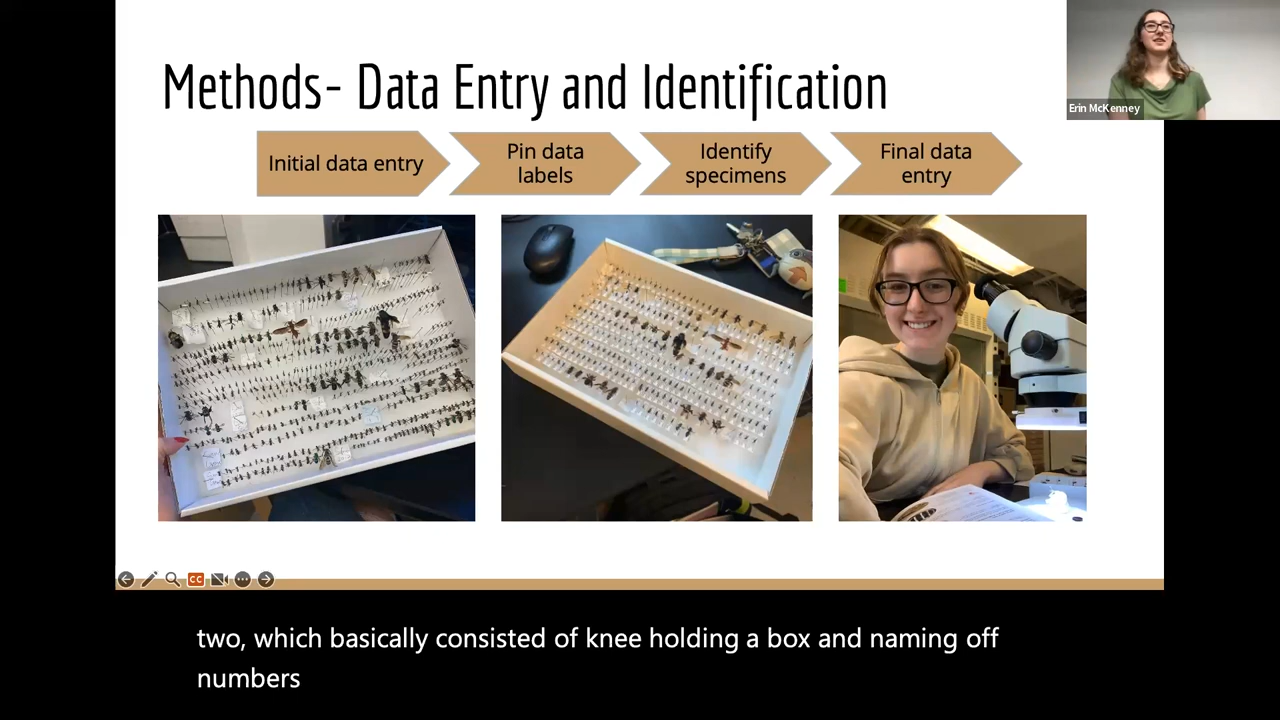 Methods- Data Entry and Identification
Erin McKenney
Initial data entry
Pin data
labels
Identify
specimens
Final data
entry
CC
two, which basically consisted of knee holding a box and naming off
numbers